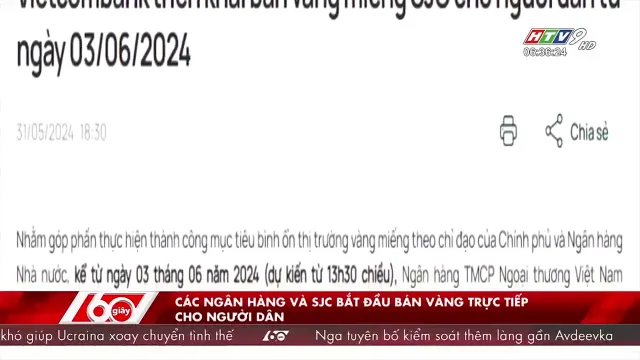 Vietcombank triển khai bán vàng miếng SJC cho người dân từ
ngày 03/06/2024
HTV9 HD
06:36:24
31/05/2024 18:30
Chia sẻ
Nhằm góp phần thực hiện thành công mục tiêu bình ổn thị trường vàng miếng theo chỉ đạo của Chính phủ và Ngân hàng
Nhà nước, kể từ ngày 03 tháng 06 năm 2024 (dự kiến từ 13h30 chiều), Ngân hàng TMCP Ngoại thương Việt Nam
60 giây
CÁC NGÂN HÀNG VÀ SJC BẮT ĐẦU BÁN VÀNG TRỰC TIẾP
CHO NGƯỜI DÂN
khó giúp Ucraina xoay chuyển tình thế
60
Nga tuyên bố kiểm soát thêm làng gần Avdeevka